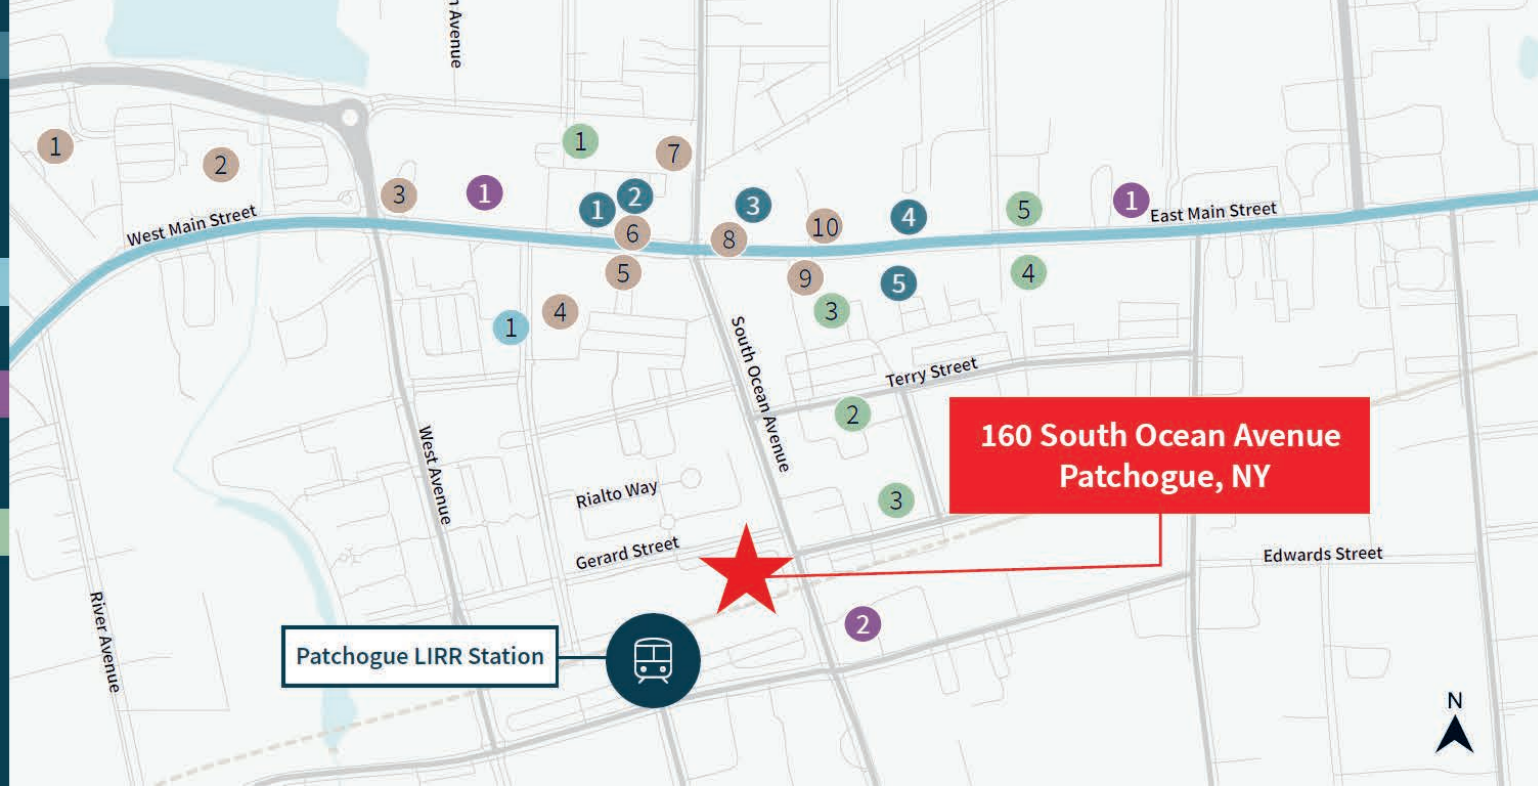 n Avenue
1
2
3
1
1
7
1
2
3
4
5
1
6
8
10
5
9
3
4
1
4
West Main Street
East Main Street
South Ocean Avenue
Terry Street
2
3
West Avenue
160 South Ocean Avenue
Patchogue, NY
Rialto Way
Gerard Street
Edwards Street
River Avenue
2
Patchogue LIRR Station
N